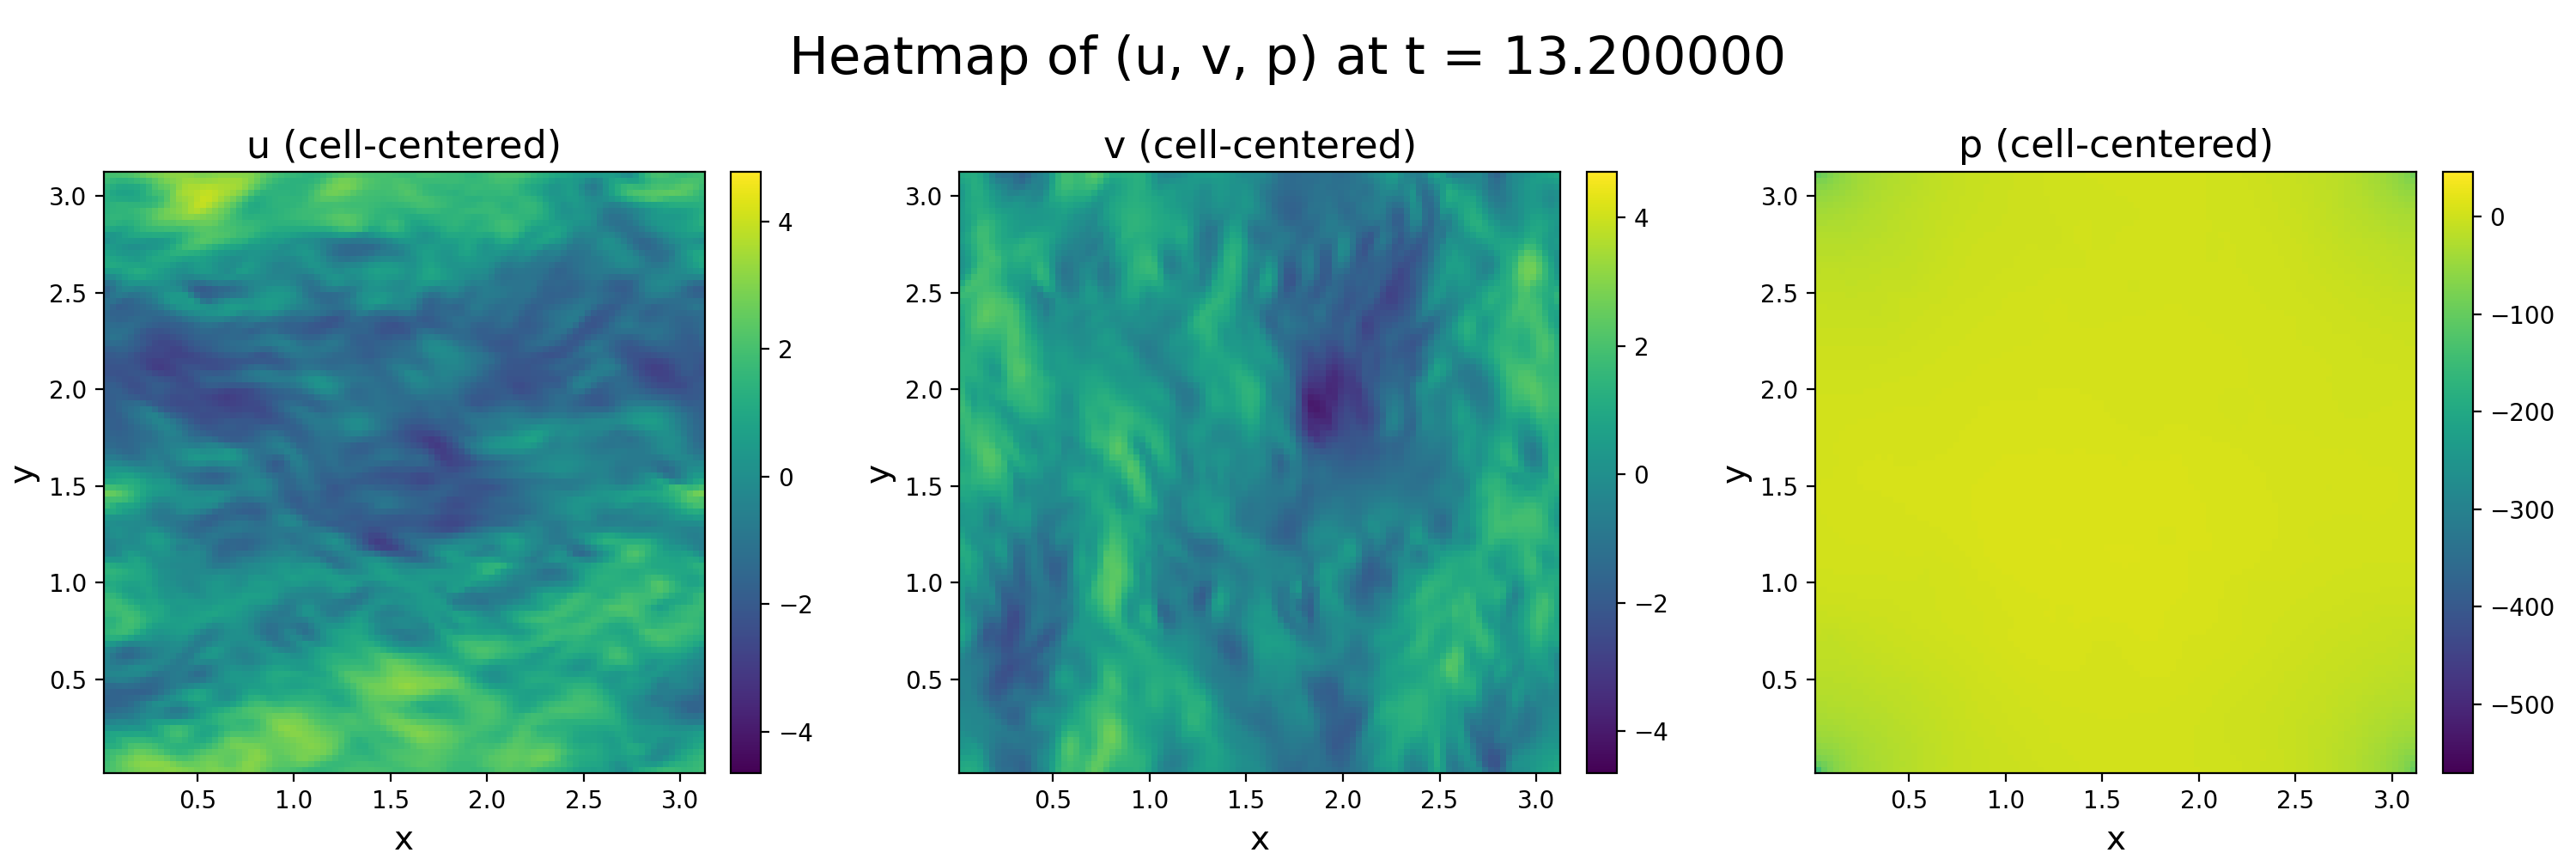 Heatmap of (u, v, p) at t = 13.200000
u (cell-centered)
v (cell-centered)
p (cell-centered)
3.0
2.5
2.0
1.5
1.0
0.5
y
0.5 1.0 1.5 2.0 2.5 3.0
x
4
2
0
−2
−4
3.0
2.5
2.0
1.5
1.0
0.5
y
0.5 1.0 1.5 2.0 2.5 3.0
x
4
2
0
−2
−4
3.0
2.5
2.0
1.5
1.0
0.5
y
0.5 1.0 1.5 2.0 2.5 3.0
x
0
−100
−200
−300
−400
−500